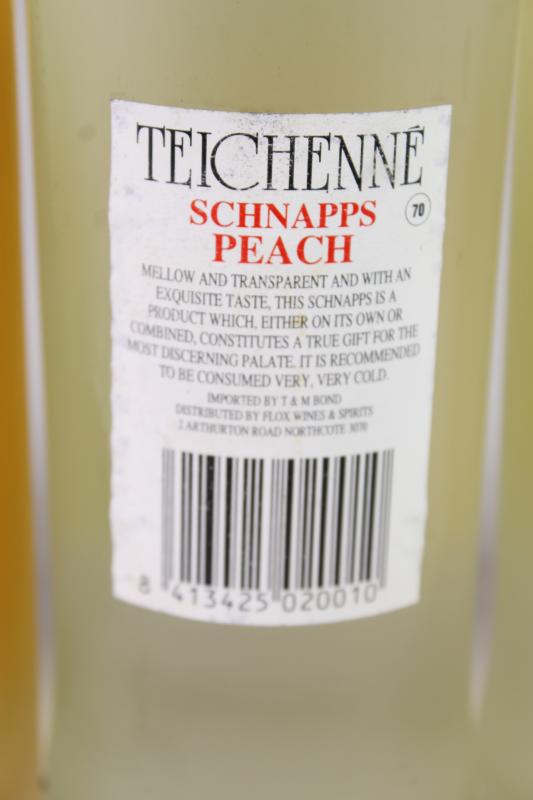 TEICHENNÉ
SCHNAPPS
70
PEACH
MELLOW AND TRANSPARENT AND WITH AN
EXQUISITE TASTE, THIS SCHNAPPS IS A
PRODUCT WHICH, EITHER ON ITS OWN OR
COMBINED, CONSTITUTES A TRUE GIFT FOR THE
MOST DISCERNING PALATE. IT IS RECOMMENDED
TO BE CONSUMED VERY, VERY COLD.
IMPORTED BY T & M BOND
DISTRIBUTED BY FLOX WINES & SPIRITS
2 ARTHURTON ROAD NORTHCOTE 3070
8 413425 020010